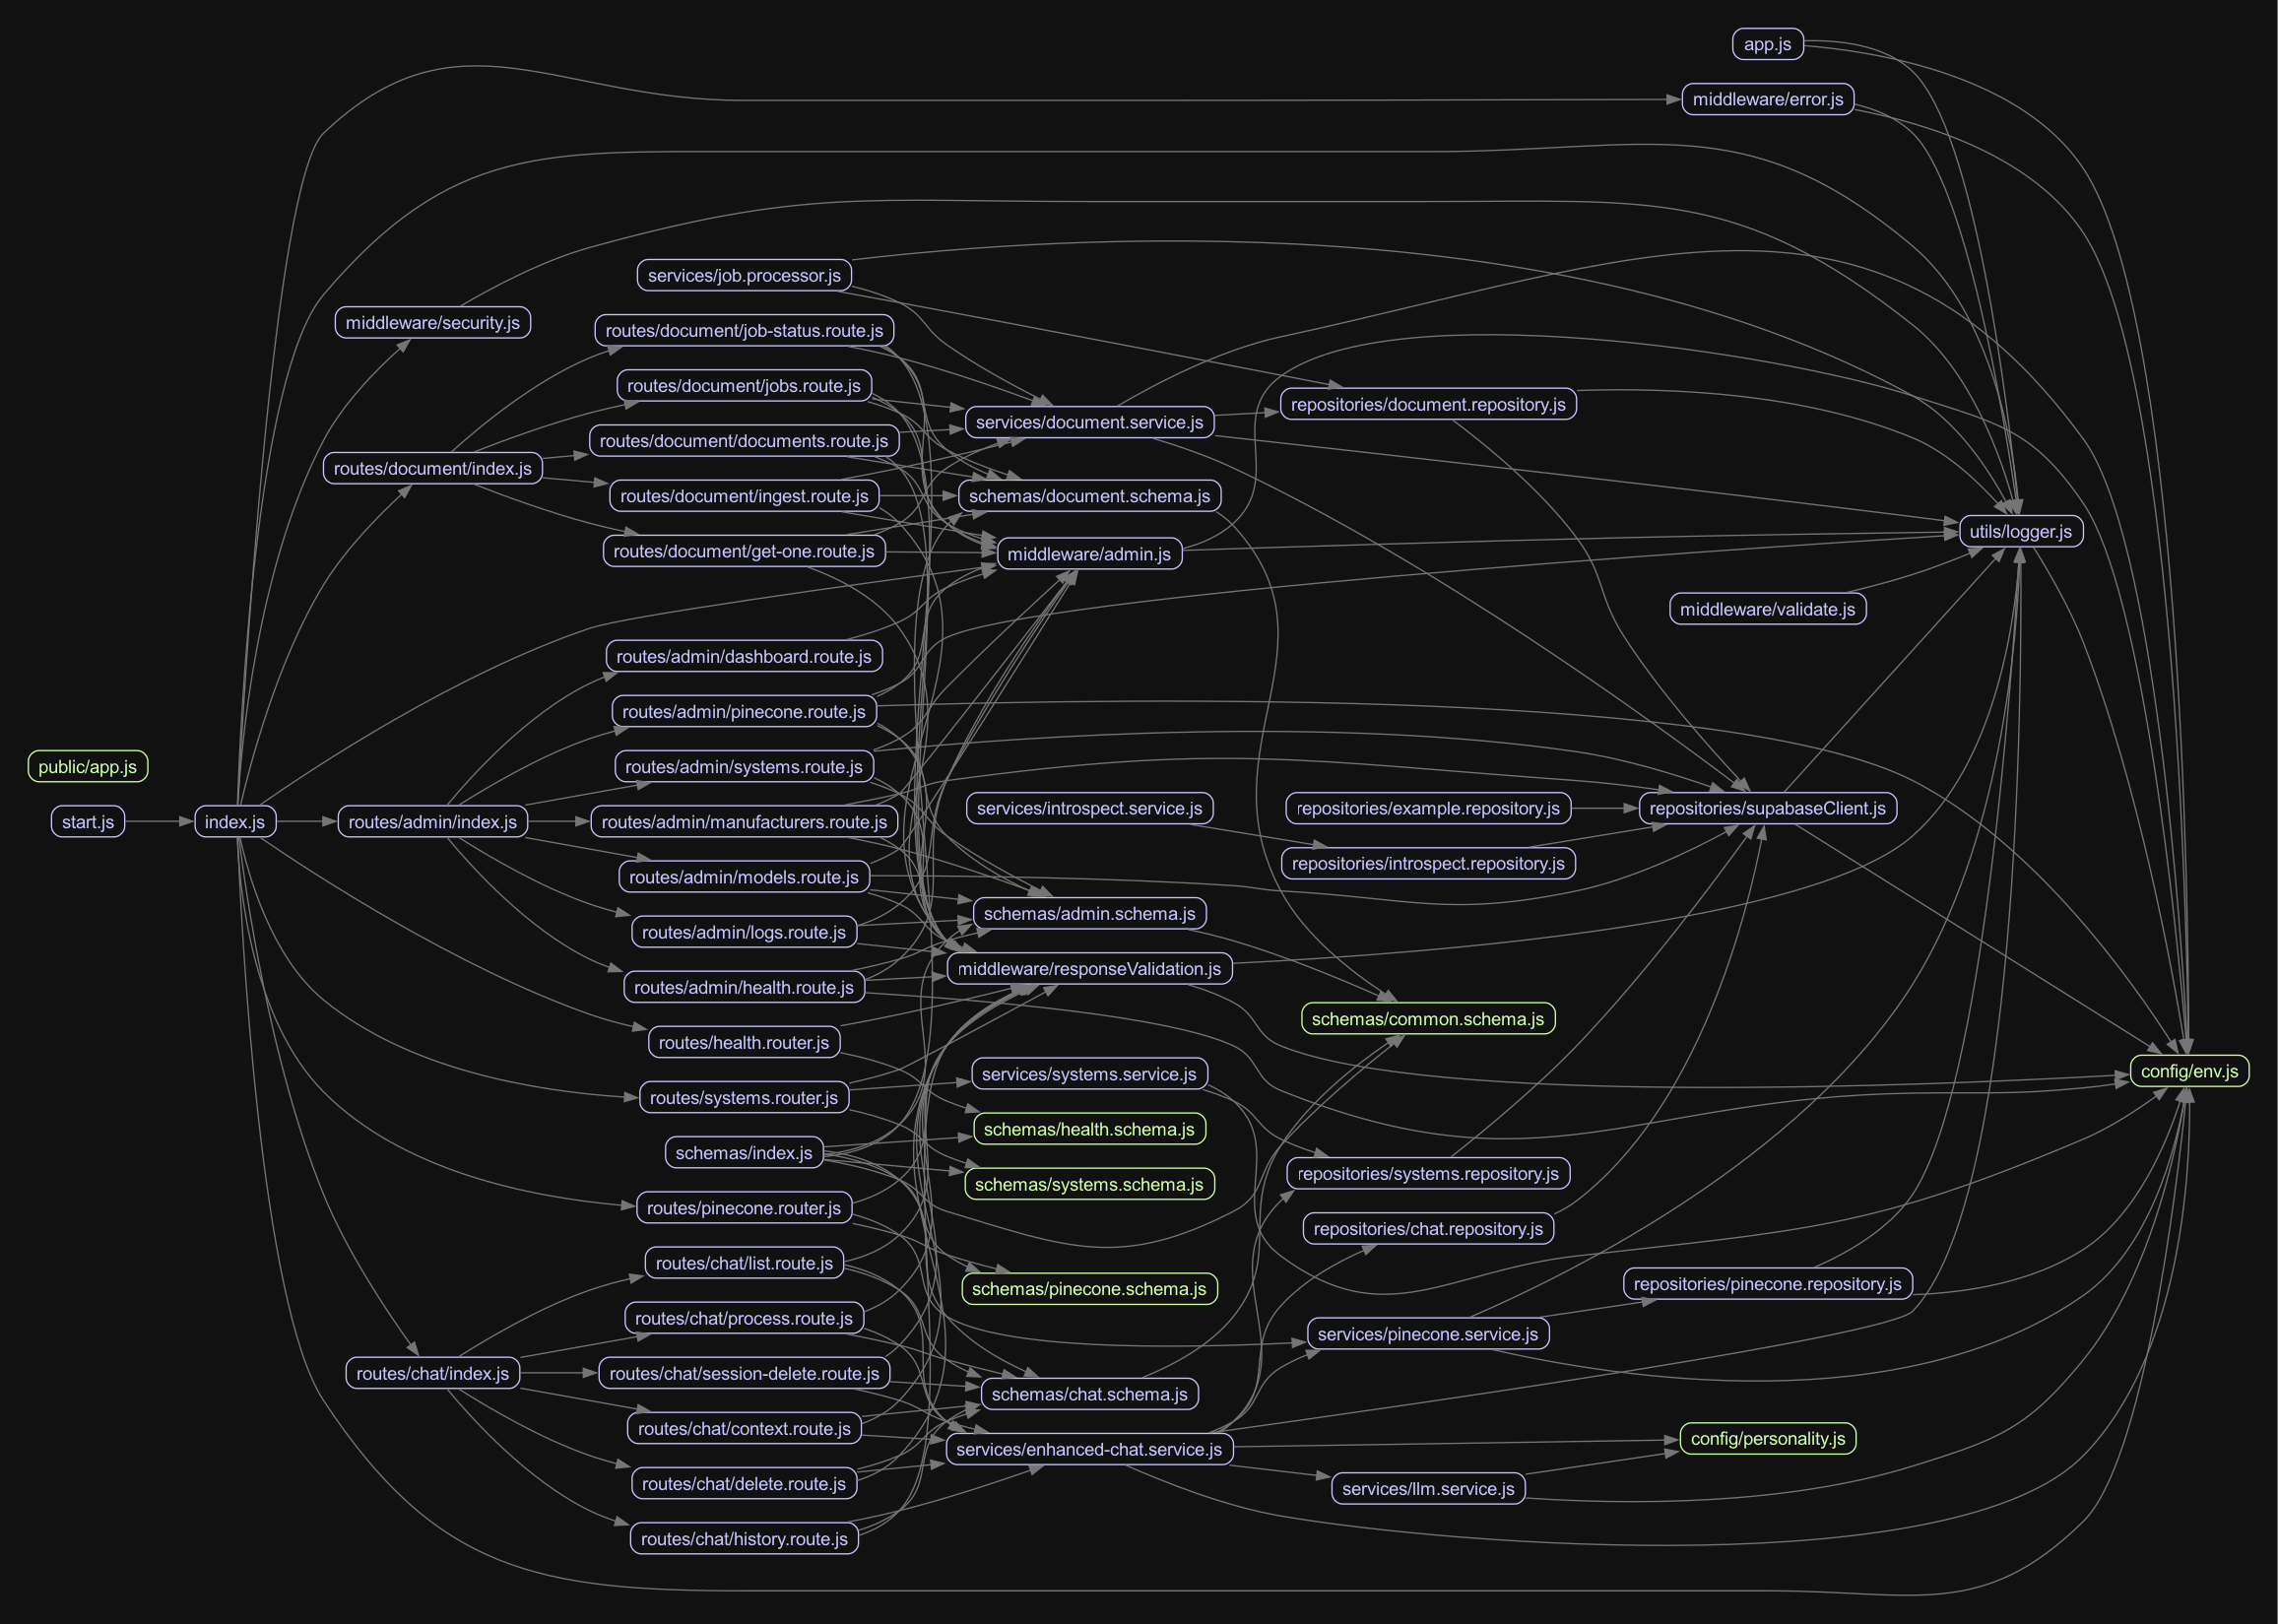 app.js
middleware/error.js
services/job.processor.js
middleware/security.js
routes/document/job-status.route.js
routes/document/jobs.route.js
repositories/document.repository.js
services/document.service.js
routes/document/documents.route.js
routes/document/index.js
routes/document/ingest.route.js
schemas/document.schema.js
utils/logger.js
routes/document/get-one.route.js
middleware/admin.js
middleware/validate.js
routes/admin/dashboard.route.js
routes/admin/pinecone.route.js
public/app.js
routes/admin/systems.route.js
services/introspect.service.js
repositories/example.repository.js
repositories/supabaseClient.js
start.js
index.js
routes/admin/index.js
routes/admin/manufacturers.route.js
repositories/introspect.repository.js
routes/admin/models.route.js
schemas/admin.schema.js
routes/admin/logs.route.js
middleware/responseValidation.js
routes/admin/health.route.js
schemas/common.schema.js
routes/health.router.js
services/systems.service.js
config/env.js
routes/systems.router.js
schemas/health.schema.js
schemas/index.js
repositories/systems.repository.js
schemas/systems.schema.js
routes/pinecone.router.js
repositories/chat.repository.js
routes/chat/list.route.js
schemas/pinecone.schema.js
repositories/pinecone.repository.js
routes/chat/process.route.js
services/pinecone.service.js
routes/chat/index.js
routes/chat/session-delete.route.js
schemas/chat.schema.js
routes/chat/context.route.js
config/personality.js
services/enhanced-chat.service.js
routes/chat/delete.route.js
services/llm.service.js
routes/chat/history.route.js